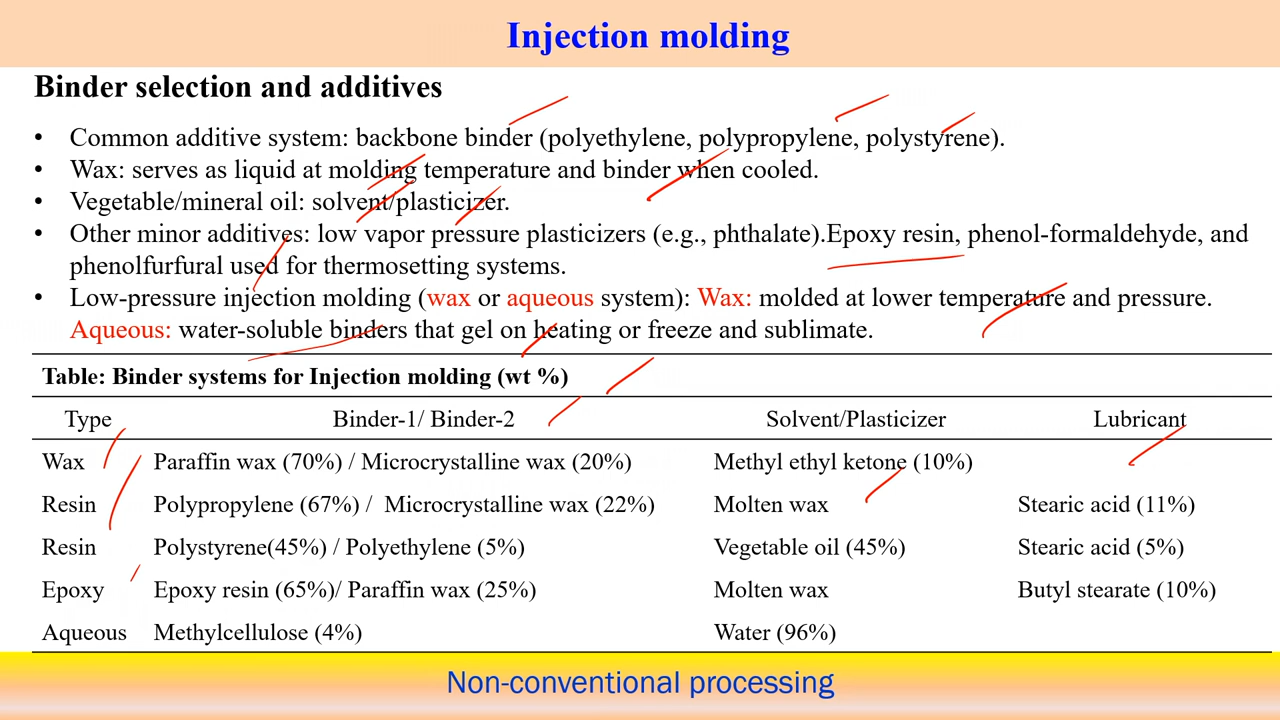 Injection molding
Binder selection and additives
• Common additive system: backbone binder (polyethylene, polypropylene, polystyrene).
• Wax: serves as liquid at molding temperature and binder when cooled.
• Vegetable/mineral oil: solvent/plasticizer.
• Other minor additives: low vapor pressure plasticizers (e.g., phthalate).Epoxy resin, phenol-formaldehyde, and
phenolfurfural used for thermosetting systems.
• Low-pressure injection molding (wax or aqueous system): Wax: molded at lower temperature and pressure.
Aqueous: water-soluble binders that gel on heating or freeze and sublimate.
Table: Binder systems for Injection molding (wt %)
Type Binder-1/ Binder-2 Solvent/Plasticizer Lubricant
Wax Paraffin wax (70%) / Microcrystalline wax (20%) Methyl ethyl ketone (10%)
Resin Polypropylene (67%) / Microcrystalline wax (22%) Molten wax Stearic acid (11%)
Resin Polystyrene(45%) / Polyethylene (5%) Vegetable oil (45%) Stearic acid (5%)
Epoxy Epoxy resin (65%)/ Paraffin wax (25%) Molten wax Butyl stearate (10%)
Aqueous Methylcellulose (4%) Water (96%)
Non-conventional processing